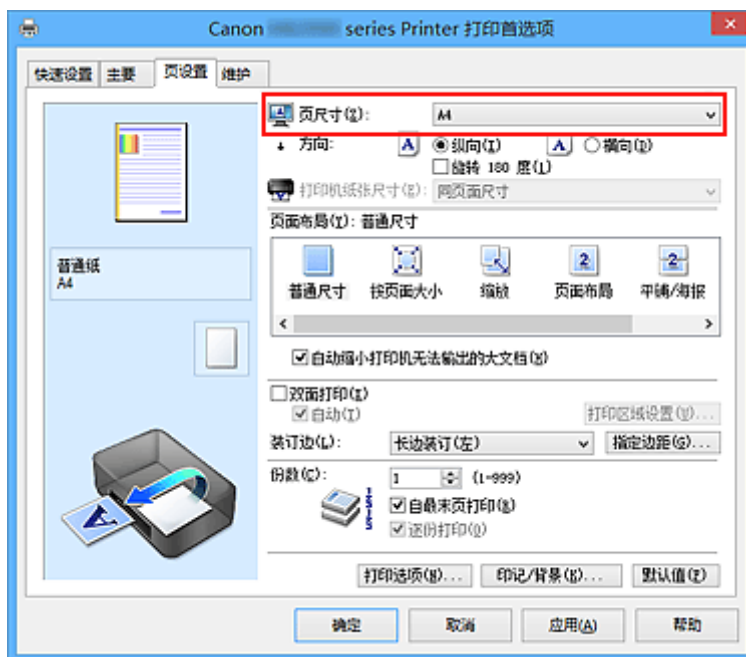 Canon series Printer 打印首选项
快速设置 主要 页设置 维护
页尺寸(Z): A4
方向: A 纵向(I) A 横向(D)
旋转 180 度(L)
打印机纸张尺寸(E): 同页面尺寸
页面布局(Y): 普通尺寸
普通尺寸 按页面大小 缩放 页面布局 平铺/海报
自动缩小打印机无法输出的大文档(X)
双面打印(X)
自动(T)
打印区域设置(U)...
装订边(L): 长边装订(左) 指定边距(G)...
份数(C): 1 (1-999)
自最末页打印(R)
逐份打印(O)
普通纸
A4
打印选项(N)... 印记/背景(K)... 默认值(F)
确定 取消 应用(A) 帮助